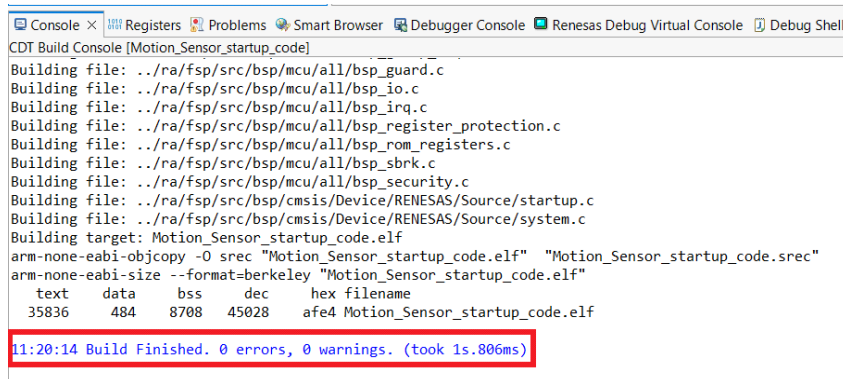 Console Registers Problems Smart Browser Debugger Console Renesas Debug Virtual Console Debug Shell
CDT Build Console [Motion_Sensor_startup_code]
Building file: ../ra/fsp/src/bsp/mcu/all/bsp_guard.c
Building file: ../ra/fsp/src/bsp/mcu/all/bsp_io.c
Building file: ../ra/fsp/src/bsp/mcu/all/bsp_irq.c
Building file: ../ra/fsp/src/bsp/mcu/all/bsp_register_protection.c
Building file: ../ra/fsp/src/bsp/mcu/all/bsp_rom_registers.c
Building file: ../ra/fsp/src/bsp/mcu/all/bsp_sbrk.c
Building file: ../ra/fsp/src/bsp/mcu/all/bsp_security.c
Building file: ../ra/fsp/src/bsp/cmsis/Device/RENESAS/Source/startup.c
Building file: ../ra/fsp/src/bsp/cmsis/Device/RENESAS/Source/system.c
Building target: Motion_Sensor_startup_code.elf
arm-none-eabi-objcopy -O srec "Motion_Sensor_startup_code.elf"  "Motion_Sensor_startup_code.srec"
arm-none-eabi-size --format=berkeley "Motion_Sensor_startup_code.elf"
   text    data     bss     dec     hex filename
  35836     484    8708   45028    afe4 Motion_Sensor_startup_code.elf
11:20:14 Build Finished. 0 errors, 0 warnings. (took 1s.806ms)